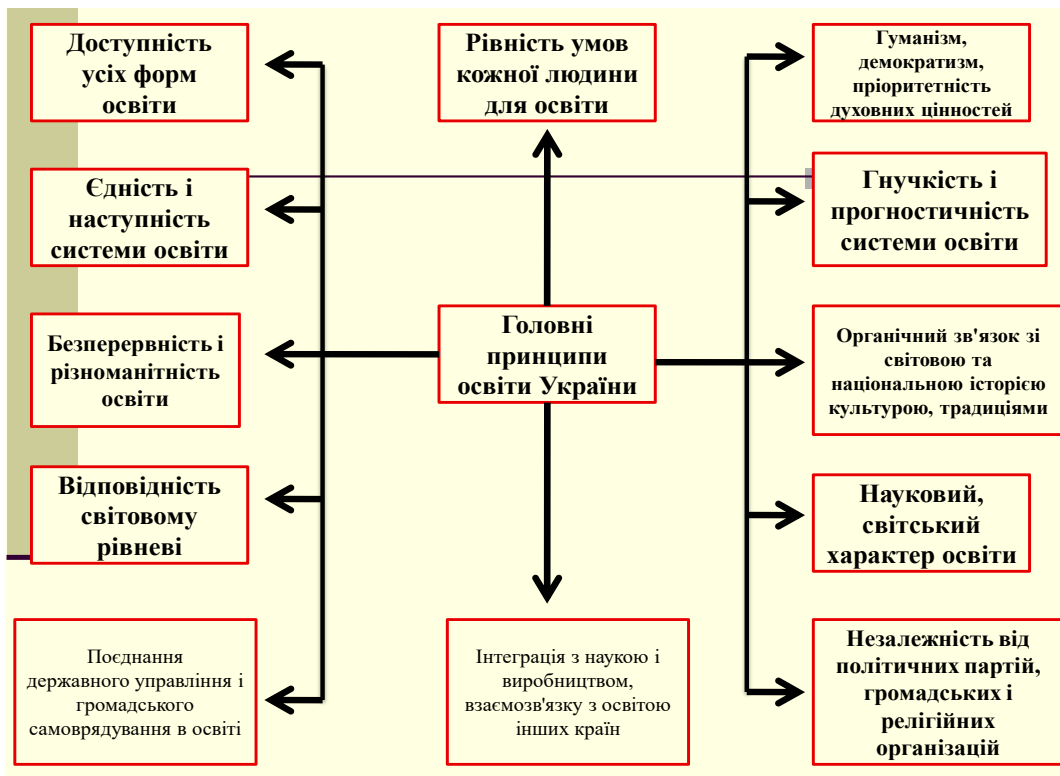 Доступність
усіх форм
освіти
Рівність умов
кожної людини
для освіти
Гуманізм,
демократизм,
пріоритетність
духовних цінностей
Єдність і
наступність
системи освіти
Гнучкість і
прогностичність
системи освіти
Безперервність і
різноманітність
освіти
Головні
принципи
освіти України
Органічний зв'язок зі
світовою та
національною історією
культурою, традиціями
Відповідність
світовому
рівневі
Науковий,
світський
характер освіти
Поєднання
державного управління і
громадського
самоврядування в освіті
Інтеграція з наукою і
виробництвом,
взаємозв'язку з освітою
інших країн
Незалежність від
політичних партій,
громадських і
релігійних
організацій